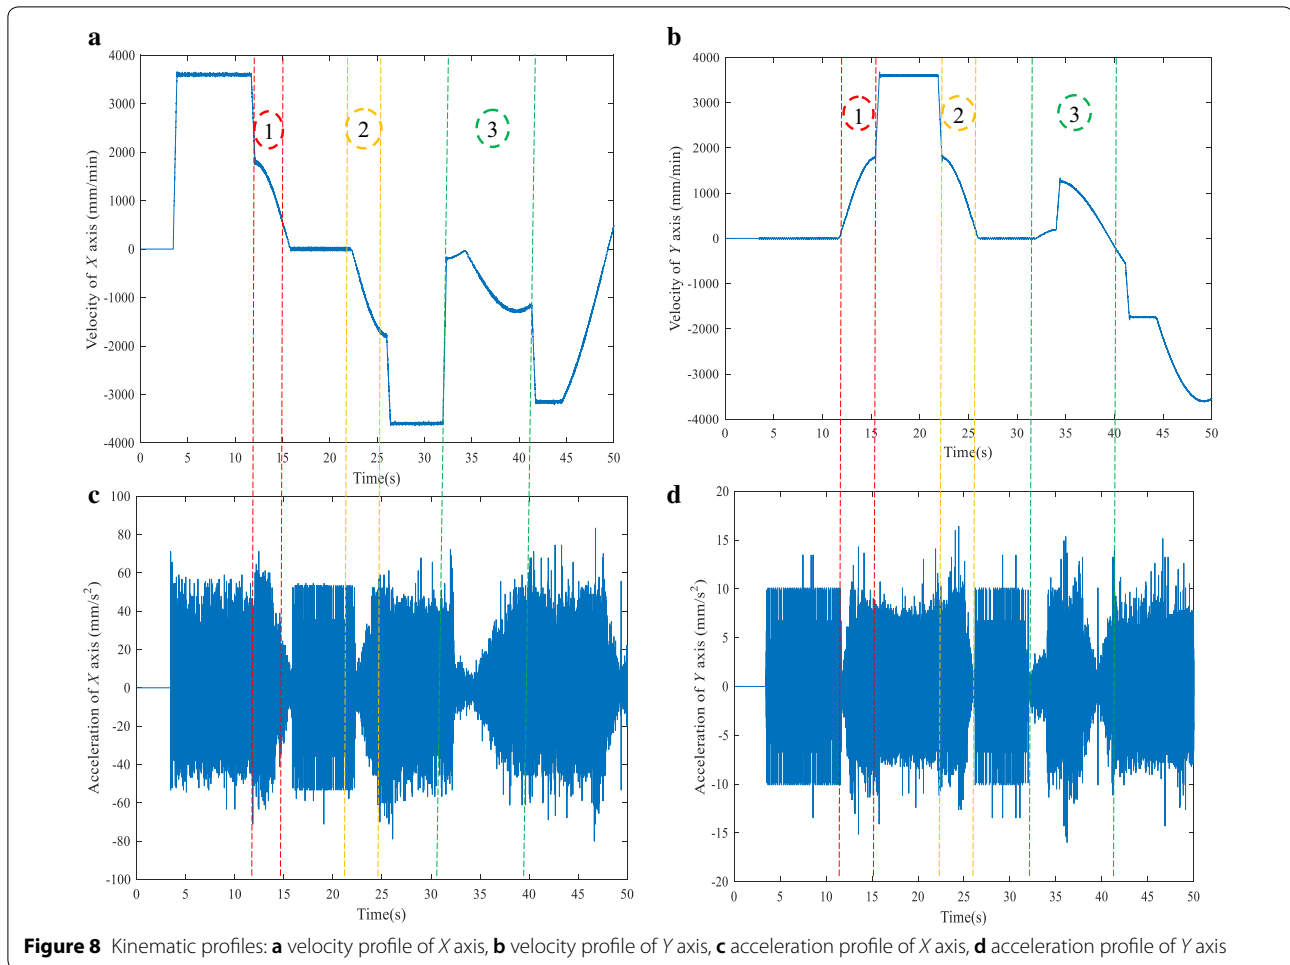 a
4000
3000
2000
1000
0
-1000
-2000
-3000
-4000
Velocity of X axis (mm/min)
0 5 10 15 20 25 30 35 40 45 50
Time(s)
1
2
3
b
4000
3000
2000
1000
0
-1000
-2000
-3000
-4000
Velocity of Y axis (mm/min)
0 5 10 15 20 25 30 35 40 45 50
Time(s)
1
2
3
c
100
80
60
40
20
0
-20
-40
-60
-80
-100
Acceleration of X axis (mm/s²)
0 5 10 15 20 25 30 35 40 45 50
Time(s)
d
20
15
10
5
0
-5
-10
-15
-20
Acceleration of Y axis (mm/s²)
0 5 10 15 20 25 30 35 40 45 50
Time(s)
Figure 8 Kinematic profiles: a velocity profile of X axis, b velocity profile of Y axis, c acceleration profile of X axis, d acceleration profile of Y axis